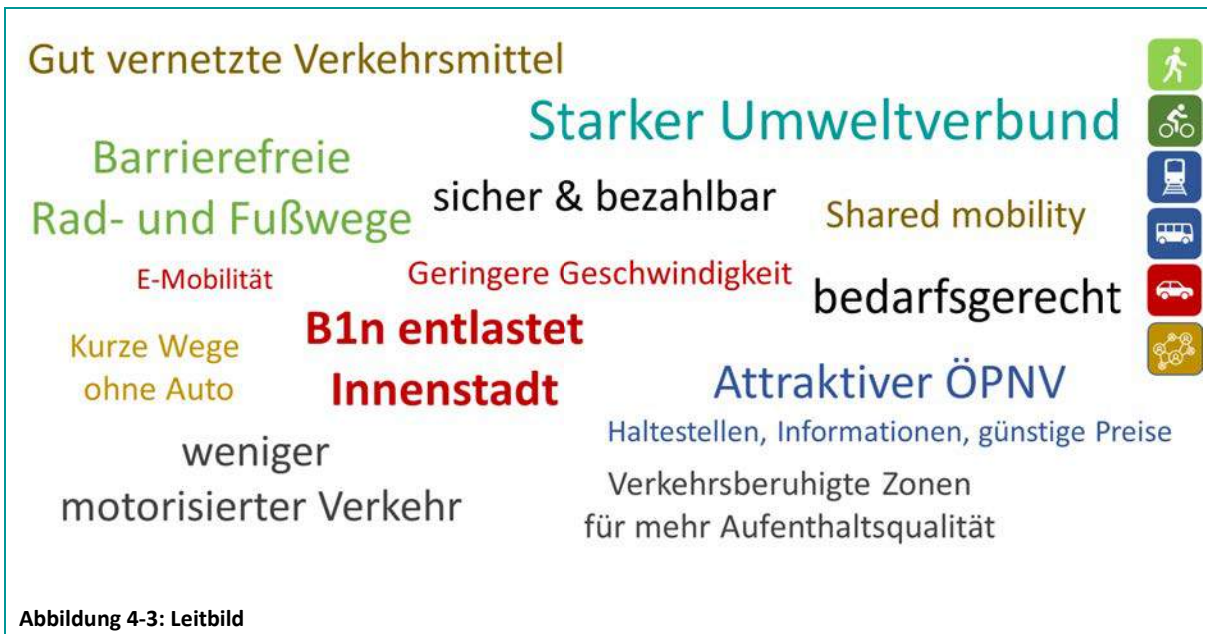 Gut vernetzte Verkehrsmittel
Starker Umweltverbund
Barrierefreie
Rad- und Fußwege
sicher & bezahlbar
Shared mobility
E-Mobilität
Geringere Geschwindigkeit
bedarfsgerecht
B1n entlastet
Innenstadt
Kurze Wege
ohne Auto
Attraktiver ÖPNV
Haltestellen, Informationen, günstige Preise
weniger
motorisierter Verkehr
Verkehrsberuhigte Zonen
für mehr Aufenthaltsqualität
Abbildung 4-3: Leitbild